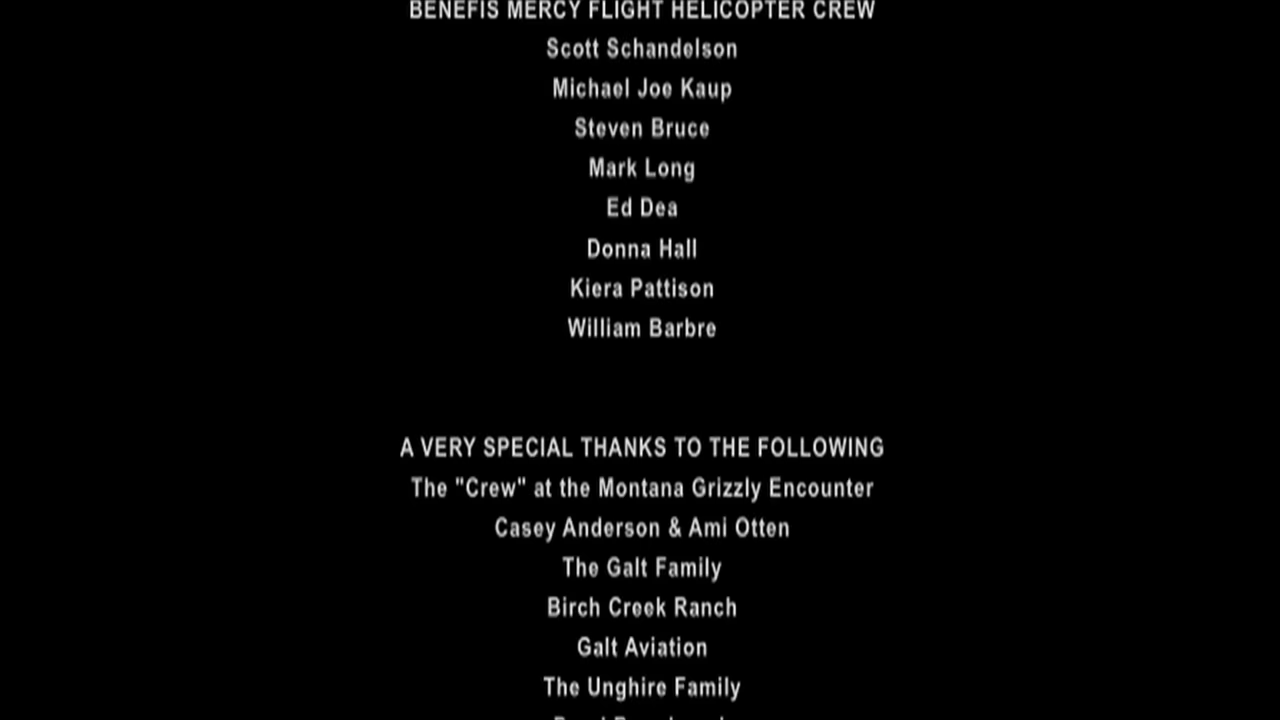 BENEFIS MERCY FLIGHT HELICOPTER CREW
Scott Schandelson
Michael Joe Kaup
Steven Bruce
Mark Long
Ed Dea
Donna Hall
Kiera Pattison
William Barbre
A VERY SPECIAL THANKS TO THE FOLLOWING
The "Crew" at the Montana Grizzly Encounter
Casey Anderson & Ami Otten
The Galt Family
Birch Creek Ranch
Galt Aviation
The Unghire Family